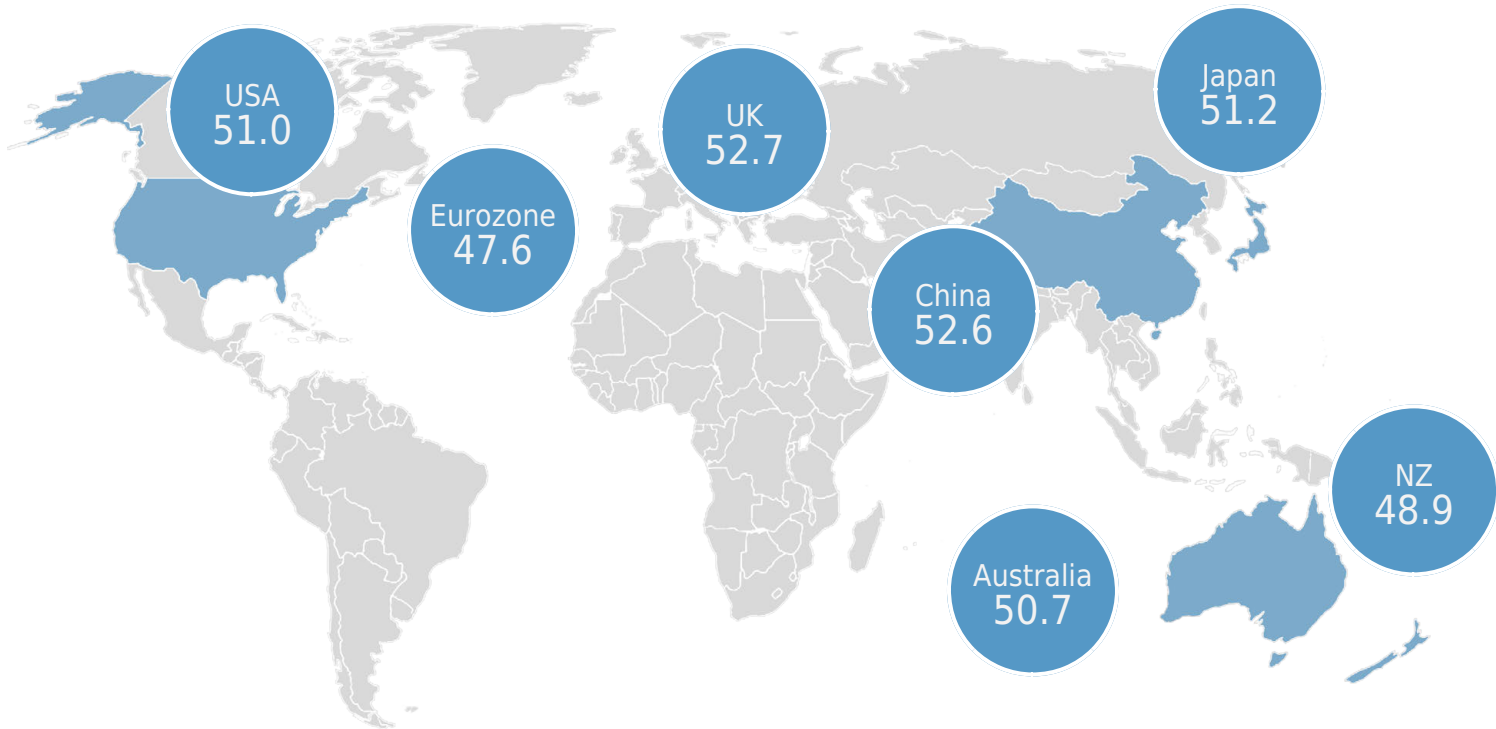 USA
51.0
UK
52.7
Japan
51.2
Eurozone
47.6
China
52.6
NZ
48.9
Australia
50.7